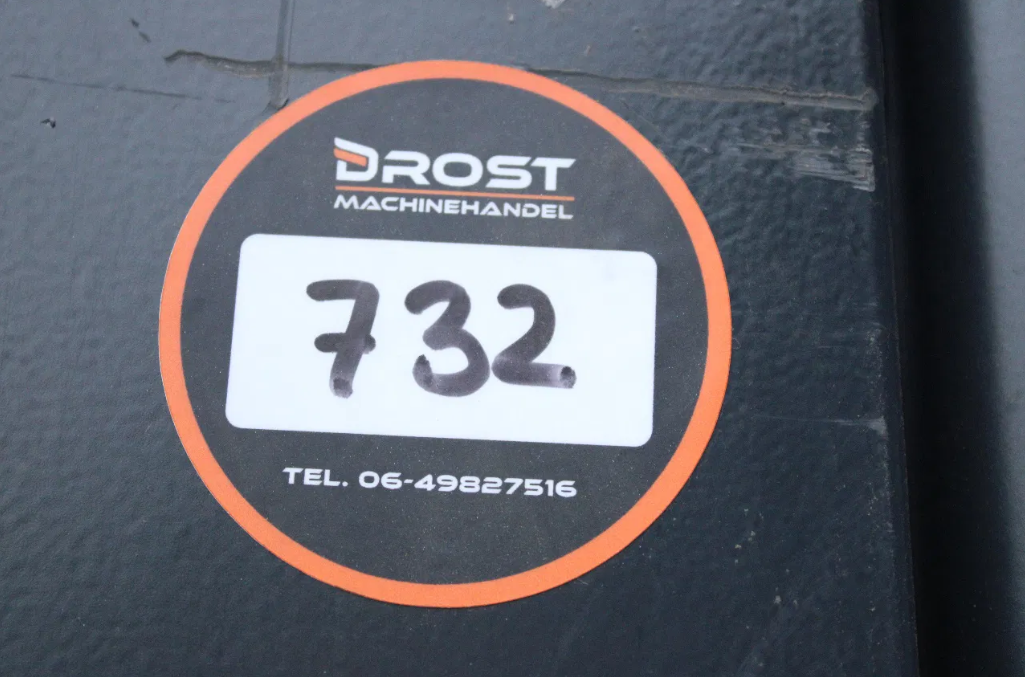 DROST
MACHINEHANDEL
732
TEL. 06-49827516